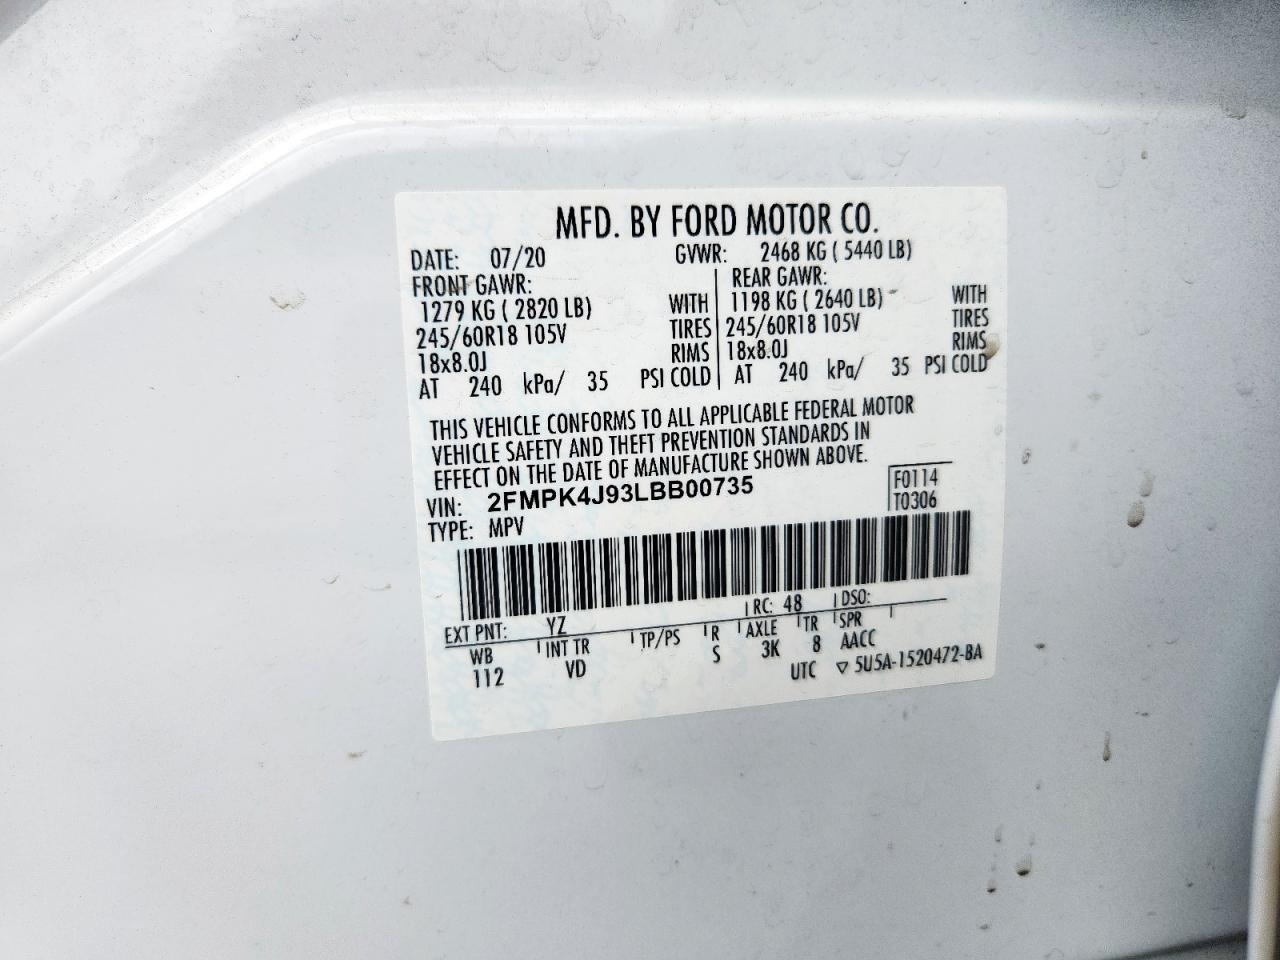 MFD. BY FORD MOTOR CO.
DATE: 07/20 GVWR: 2468 KG ( 5440 LB)
FRONT GAWR: REAR GAWR:
1279 KG ( 2820 LB) WITH 1198 KG ( 2640 LB) WITH
245/60R18 105V TIRES 245/60R18 105V TIRES
18x8.0J RIMS 18x8.0J RIMS
AT 240 kPa/ 35 PSI COLD AT 240 kPa/ 35 PSI COLD
THIS VEHICLE CONFORMS TO ALL APPLICABLE FEDERAL MOTOR
VEHICLE SAFETY AND THEFT PREVENTION STANDARDS IN
EFFECT ON THE DATE OF MANUFACTURE SHOWN ABOVE.
VIN: 2FMPK4J93LBB00735 F0114
TYPE: MPV T0306
EXT PNT: YZ RC: 48 DSO:
WB INT TR TP/PS R AXLE TR SPR
112 VD S 3K 8 AACC
UTC ▽ 5U5A-1520472-BA